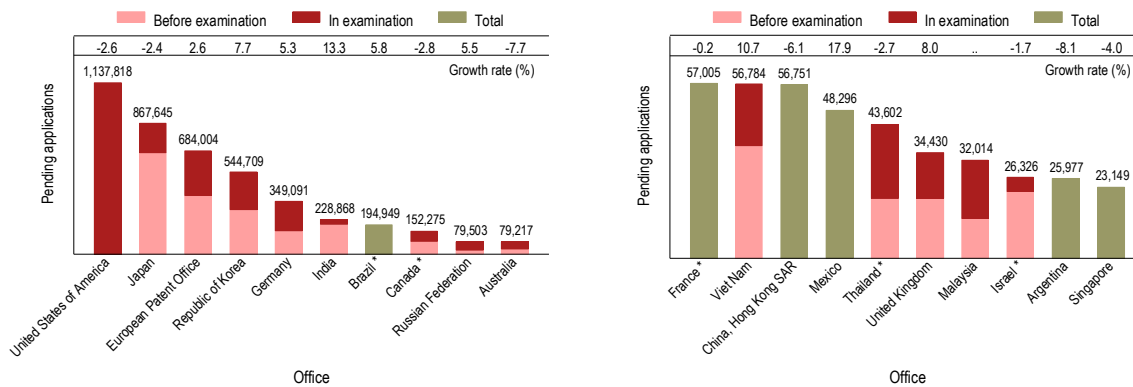 Before examination In examination Total
-2.6 -2.4 2.6 7.7 5.3 13.3 5.8 -2.8 5.5 -7.7
Growth rate (%)
1,137,818
867,645
684,004
544,709
349,091
228,868
194,949
152,275
79,503
79,217
Pending applications
United States of America
Japan
European Patent Office
Republic of Korea
Germany
India
Brazil *
Canada *
Russian Federation
Australia
Office
Before examination In examination Total
-0.2 10.7 -6.1 17.9 -2.7 8.0 .. -1.7 -8.1 -4.0
Growth rate (%)
57,005
56,784
56,751
48,296
43,602
34,430
32,014
26,326
25,977
23,149
Pending applications
France *
Viet Nam
China, Hong Kong SAR
Mexico
Thailand *
United Kingdom
Malaysia
Israel *
Argentina
Singapore
Office